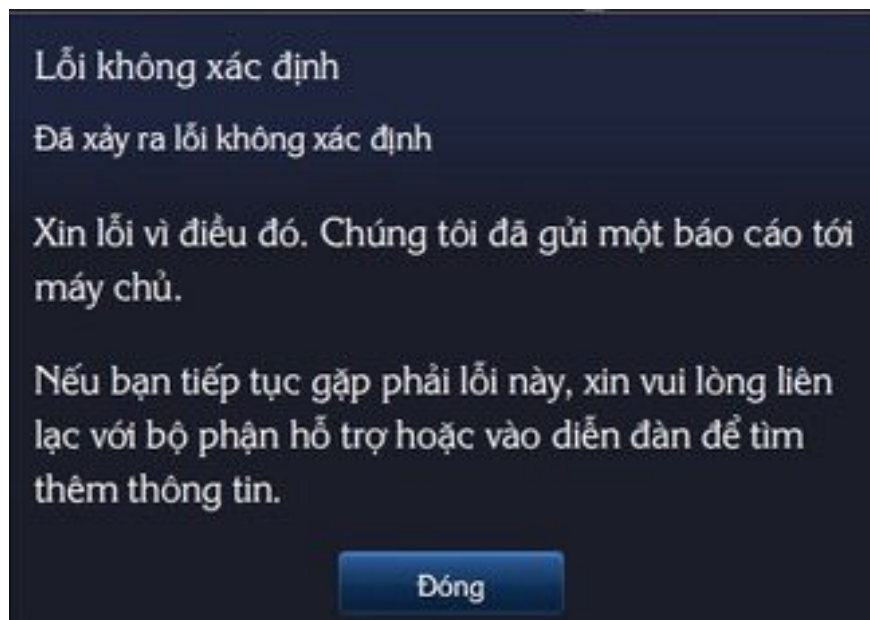 Lỗi không xác định
Đã xảy ra lỗi không xác định
Xin lỗi vì điều đó. Chúng tôi đã gửi một báo cáo tới
máy chủ.
Nếu bạn tiếp tục gặp phải lỗi này, xin vui lòng liên
lạc với bộ phận hỗ trợ hoặc vào diễn đàn để tìm
thêm thông tin.
Đóng